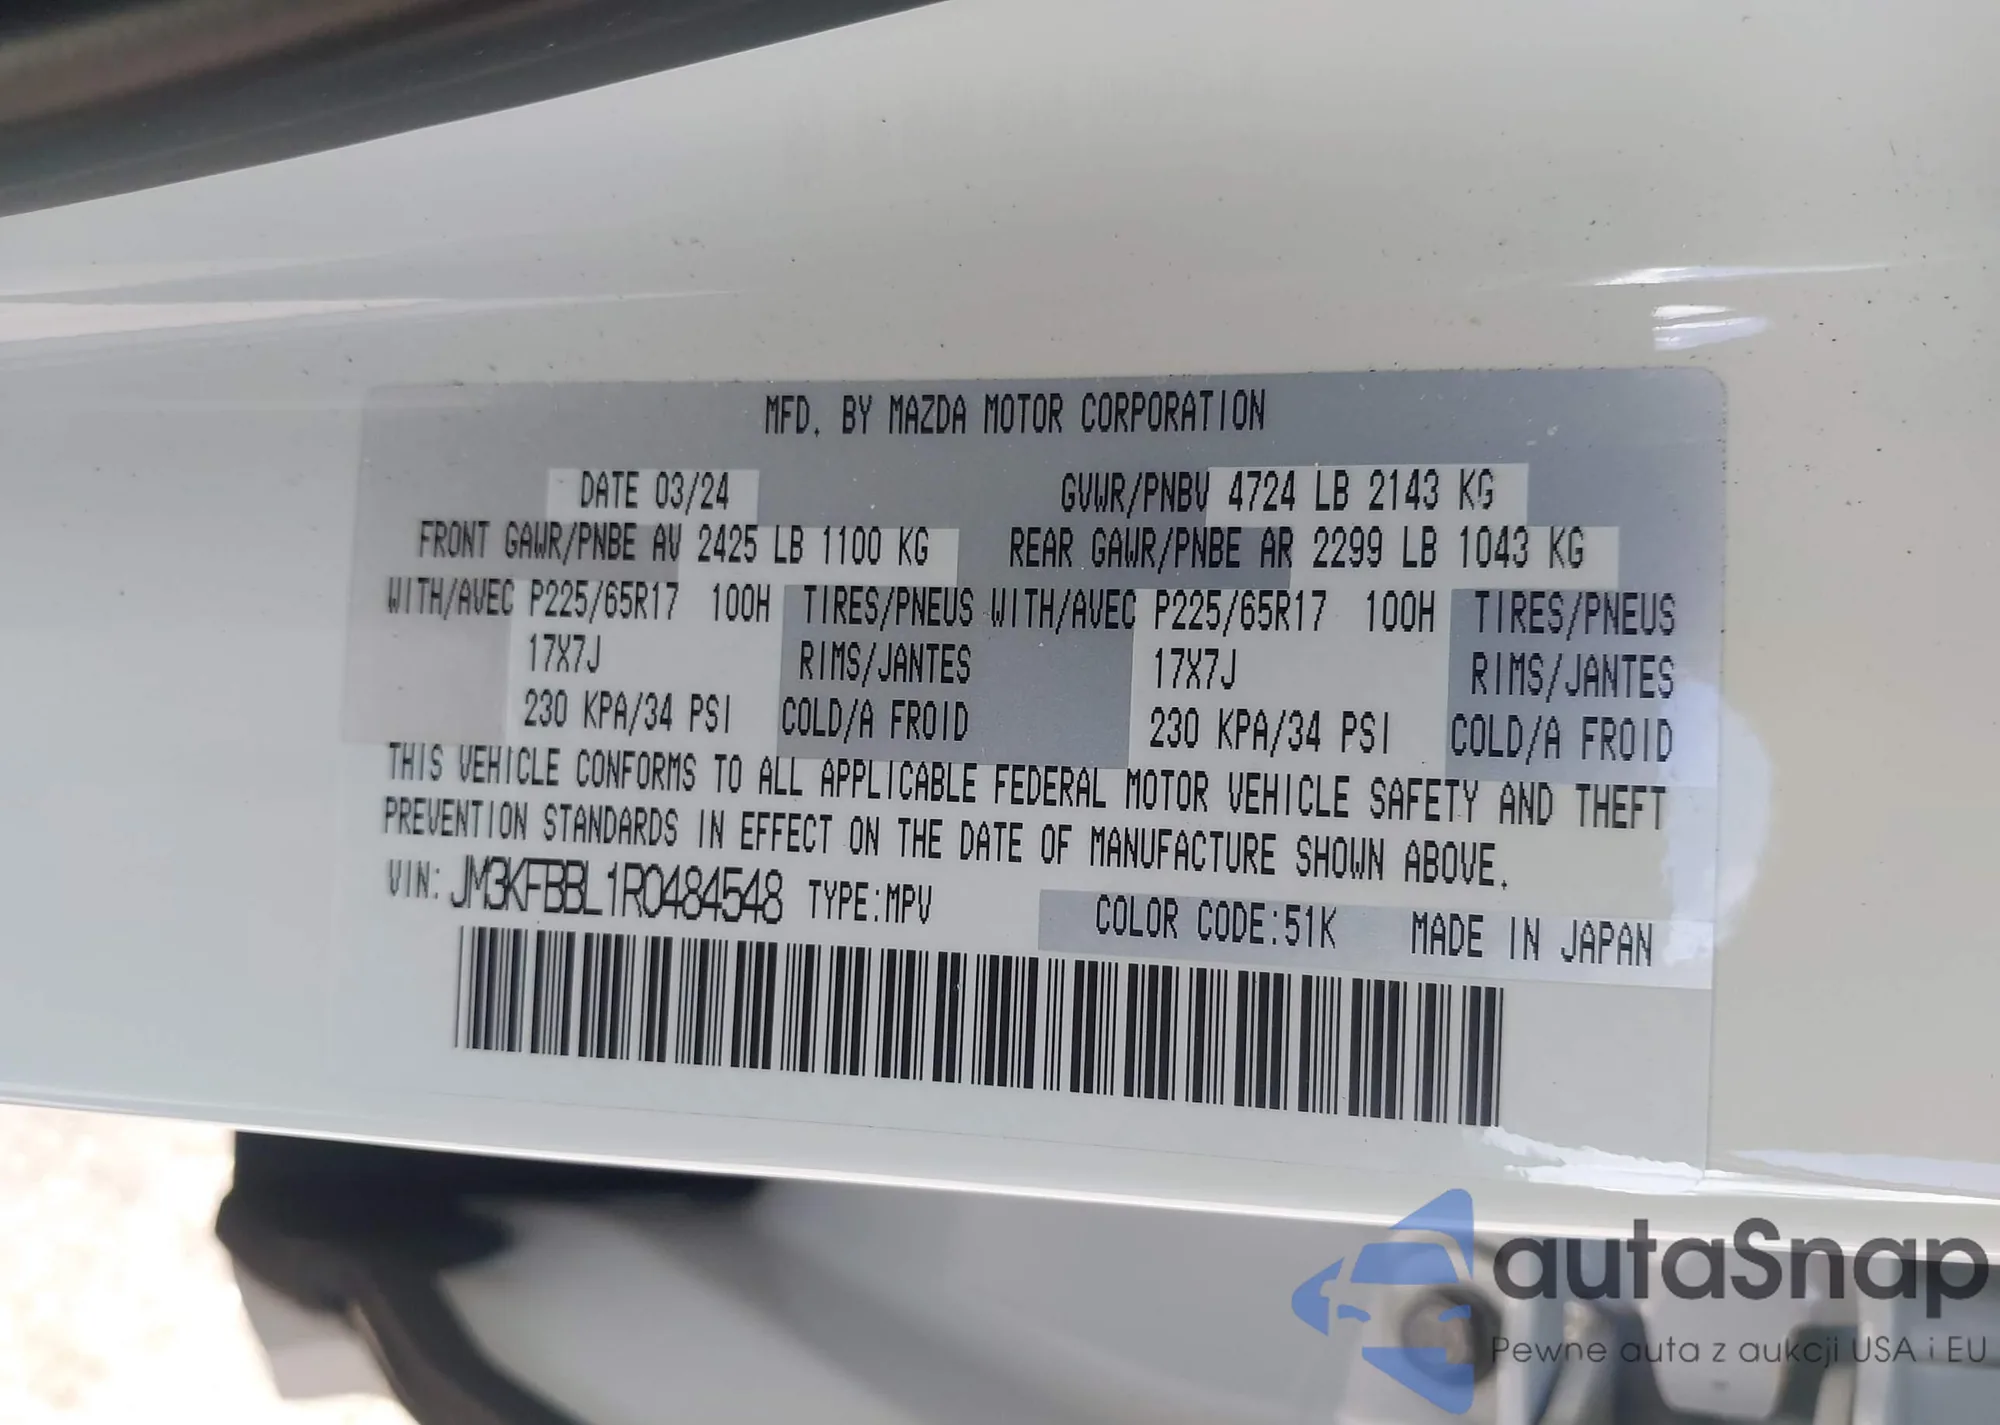 MFD. BY MAZDA MOTOR CORPORATION
DATE 03/24 GVWR/PNBV 4724 LB 2143 KG
FRONT GAWR/PNBE AV 2425 LB 1100 KG REAR GAWR/PNBE AR 2299 LB 1043 KG
WITH/AVEC P225/65R17 100H TIRES/PNEUS WITH/AVEC P225/65R17 100H TIRES/PNEUS
17X7J RIMS/JANTES 17X7J RIMS/JANTES
230 KPA/34 PSI COLD/A FROID 230 KPA/34 PSI COLD/A FROID
THIS VEHICLE CONFORMS TO ALL APPLICABLE FEDERAL MOTOR VEHICLE SAFETY AND THEFT
PREVENTION STANDARDS IN EFFECT ON THE DATE OF MANUFACTURE SHOWN ABOVE.
VIN: JM3KFBBL1R0484548 TYPE:MPV COLOR CODE:51K MADE IN JAPAN
autaSnap
Pewne auta z aukcji USA i EU